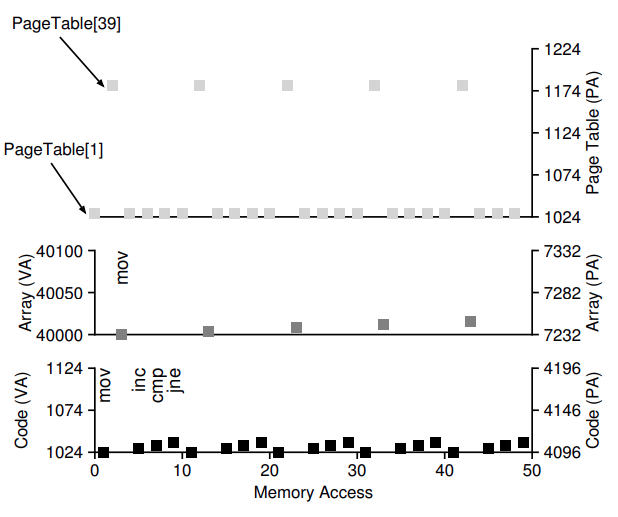 PageTable[39]
1224
1174
1124
1074
1024
Page Table (PA)
PageTable[1]
40100
40050
40000
Array (VA)
mov
7332
7282
7232
Array (PA)
1124
1074
1024
Code (VA)
mov
inc
cmp
jne
4196
4146
4096
Code (PA)
0 10 20 30 40 50
Memory Access